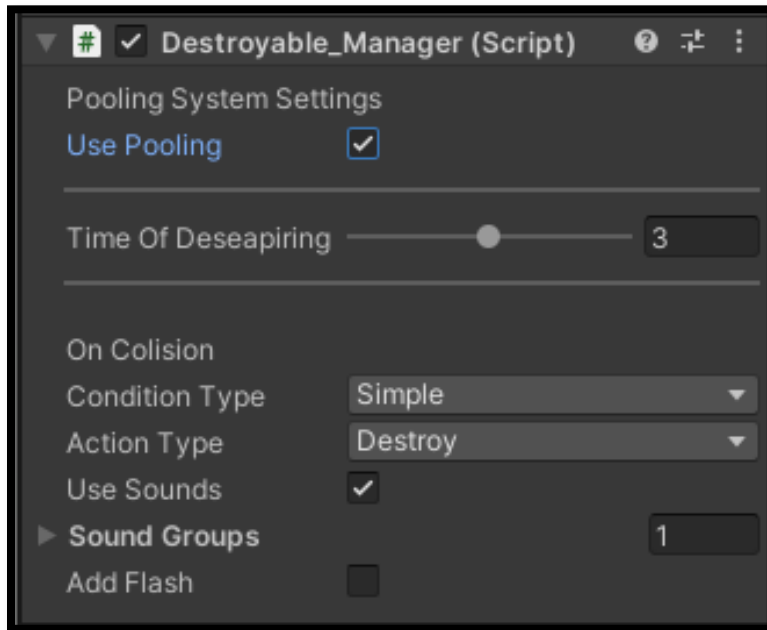 # Destroyable_Manager (Script)
Pooling System Settings
Use Pooling
Time Of Deseapiring 3
On Colision
Condition Type Simple
Action Type Destroy
Use Sounds
Sound Groups 1
Add Flash